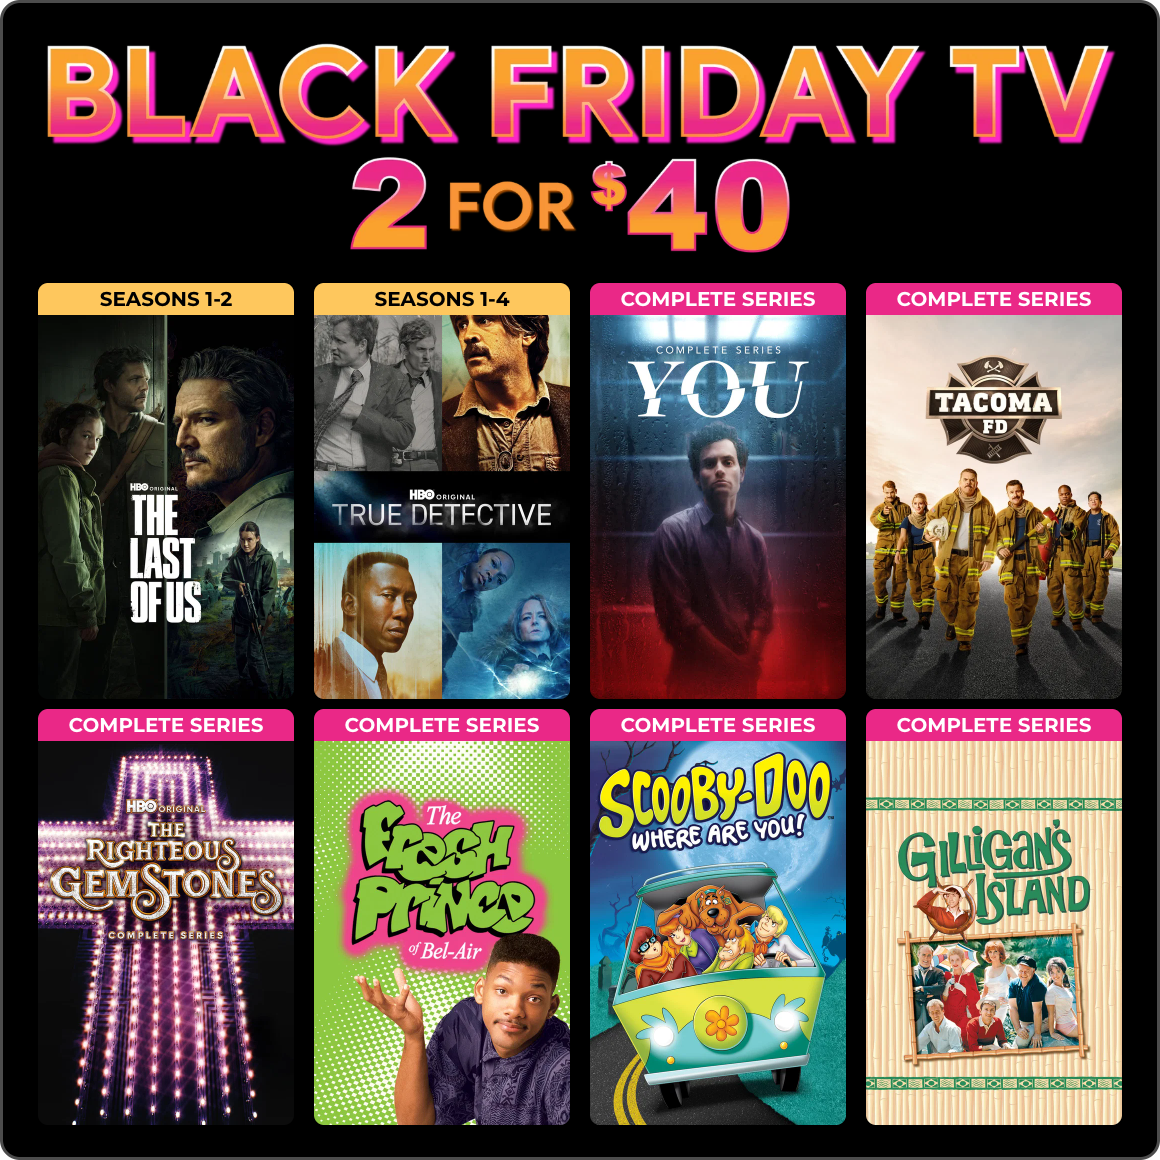 BLACK FRIDAY TV
2 FOR $40
SEASONS 1-2
HBO ORIGINAL
THE
LAST
OF US
SEASONS 1-4
HBO ORIGINAL
TRUE DETECTIVE
COMPLETE SERIES
COMPLETE SERIES
YOU
COMPLETE SERIES
TACOMA
FD
COMPLETE SERIES
HBO ORIGINAL
THE
RIGHTEOUS
GEMSTONES
COMPLETE SERIES
COMPLETE SERIES
The
Fresh
Prince
of Bel-Air
COMPLETE SERIES
SCOOBY-DOO
WHERE ARE YOU!
COMPLETE SERIES
GILLIGAN'S
ISLAND